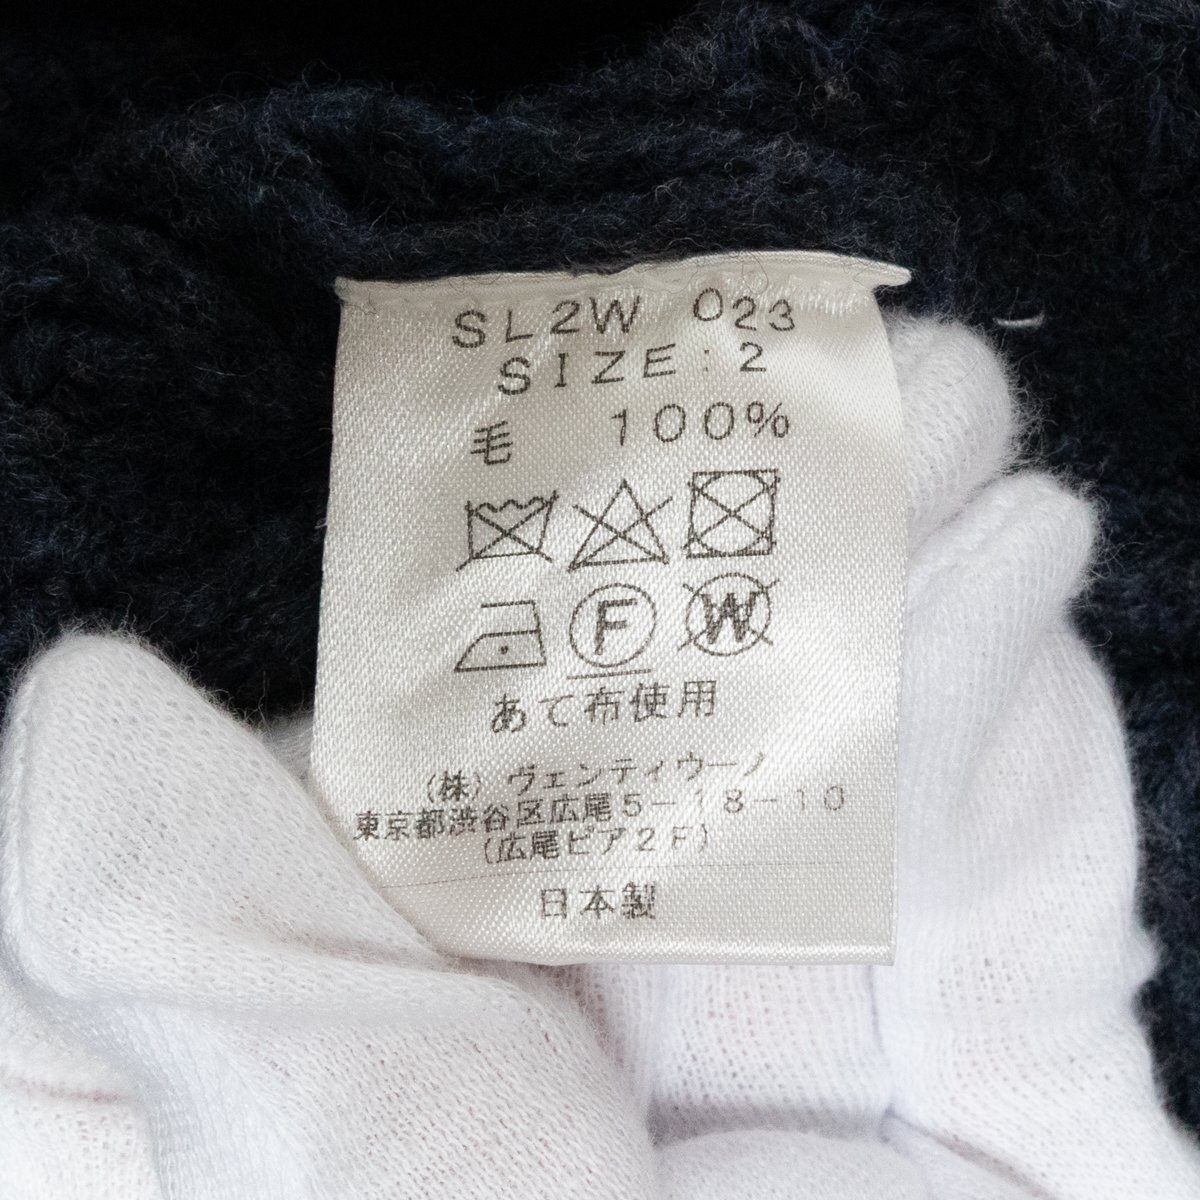 SL2W 023
SIZE:2
毛 100%
F W
あて布使用
(株) ヴェンティウーノ
東京都渋谷区広尾5-18-10
(広尾ピア2F)
日本製